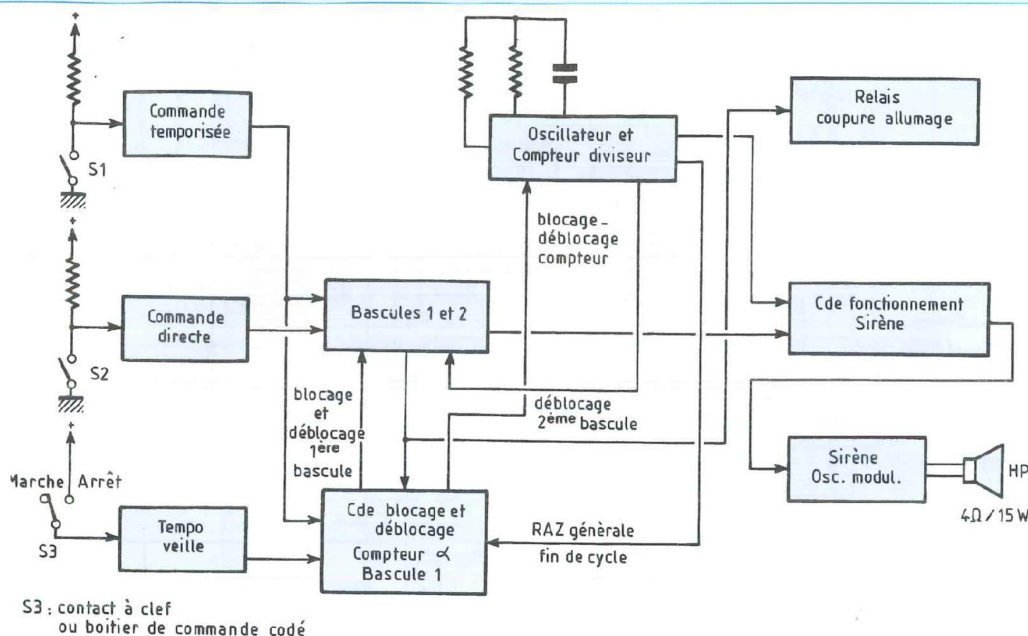 +
Commande
temporisée
S1
+
Commande
directe
S2
+
Marche
Arrêt
S3
Tempo
veille
Oscillateur et
Compteur diviseur
Relais
coupure allumage
blocage_
déblocage
compteur
Bascules 1 et 2
Cde fonctionnement
Sirène
blocage
et
déblocage
1ère
bascule
déblocage
2ème bascule
Cde blocage et
déblocage
Compteur α
Bascule 1
RAZ gènèrale
fin de cycle
Sirène
Osc. modul.
HP
4Ω/15W
S3 : contact à clef
ou boitier de commande codé